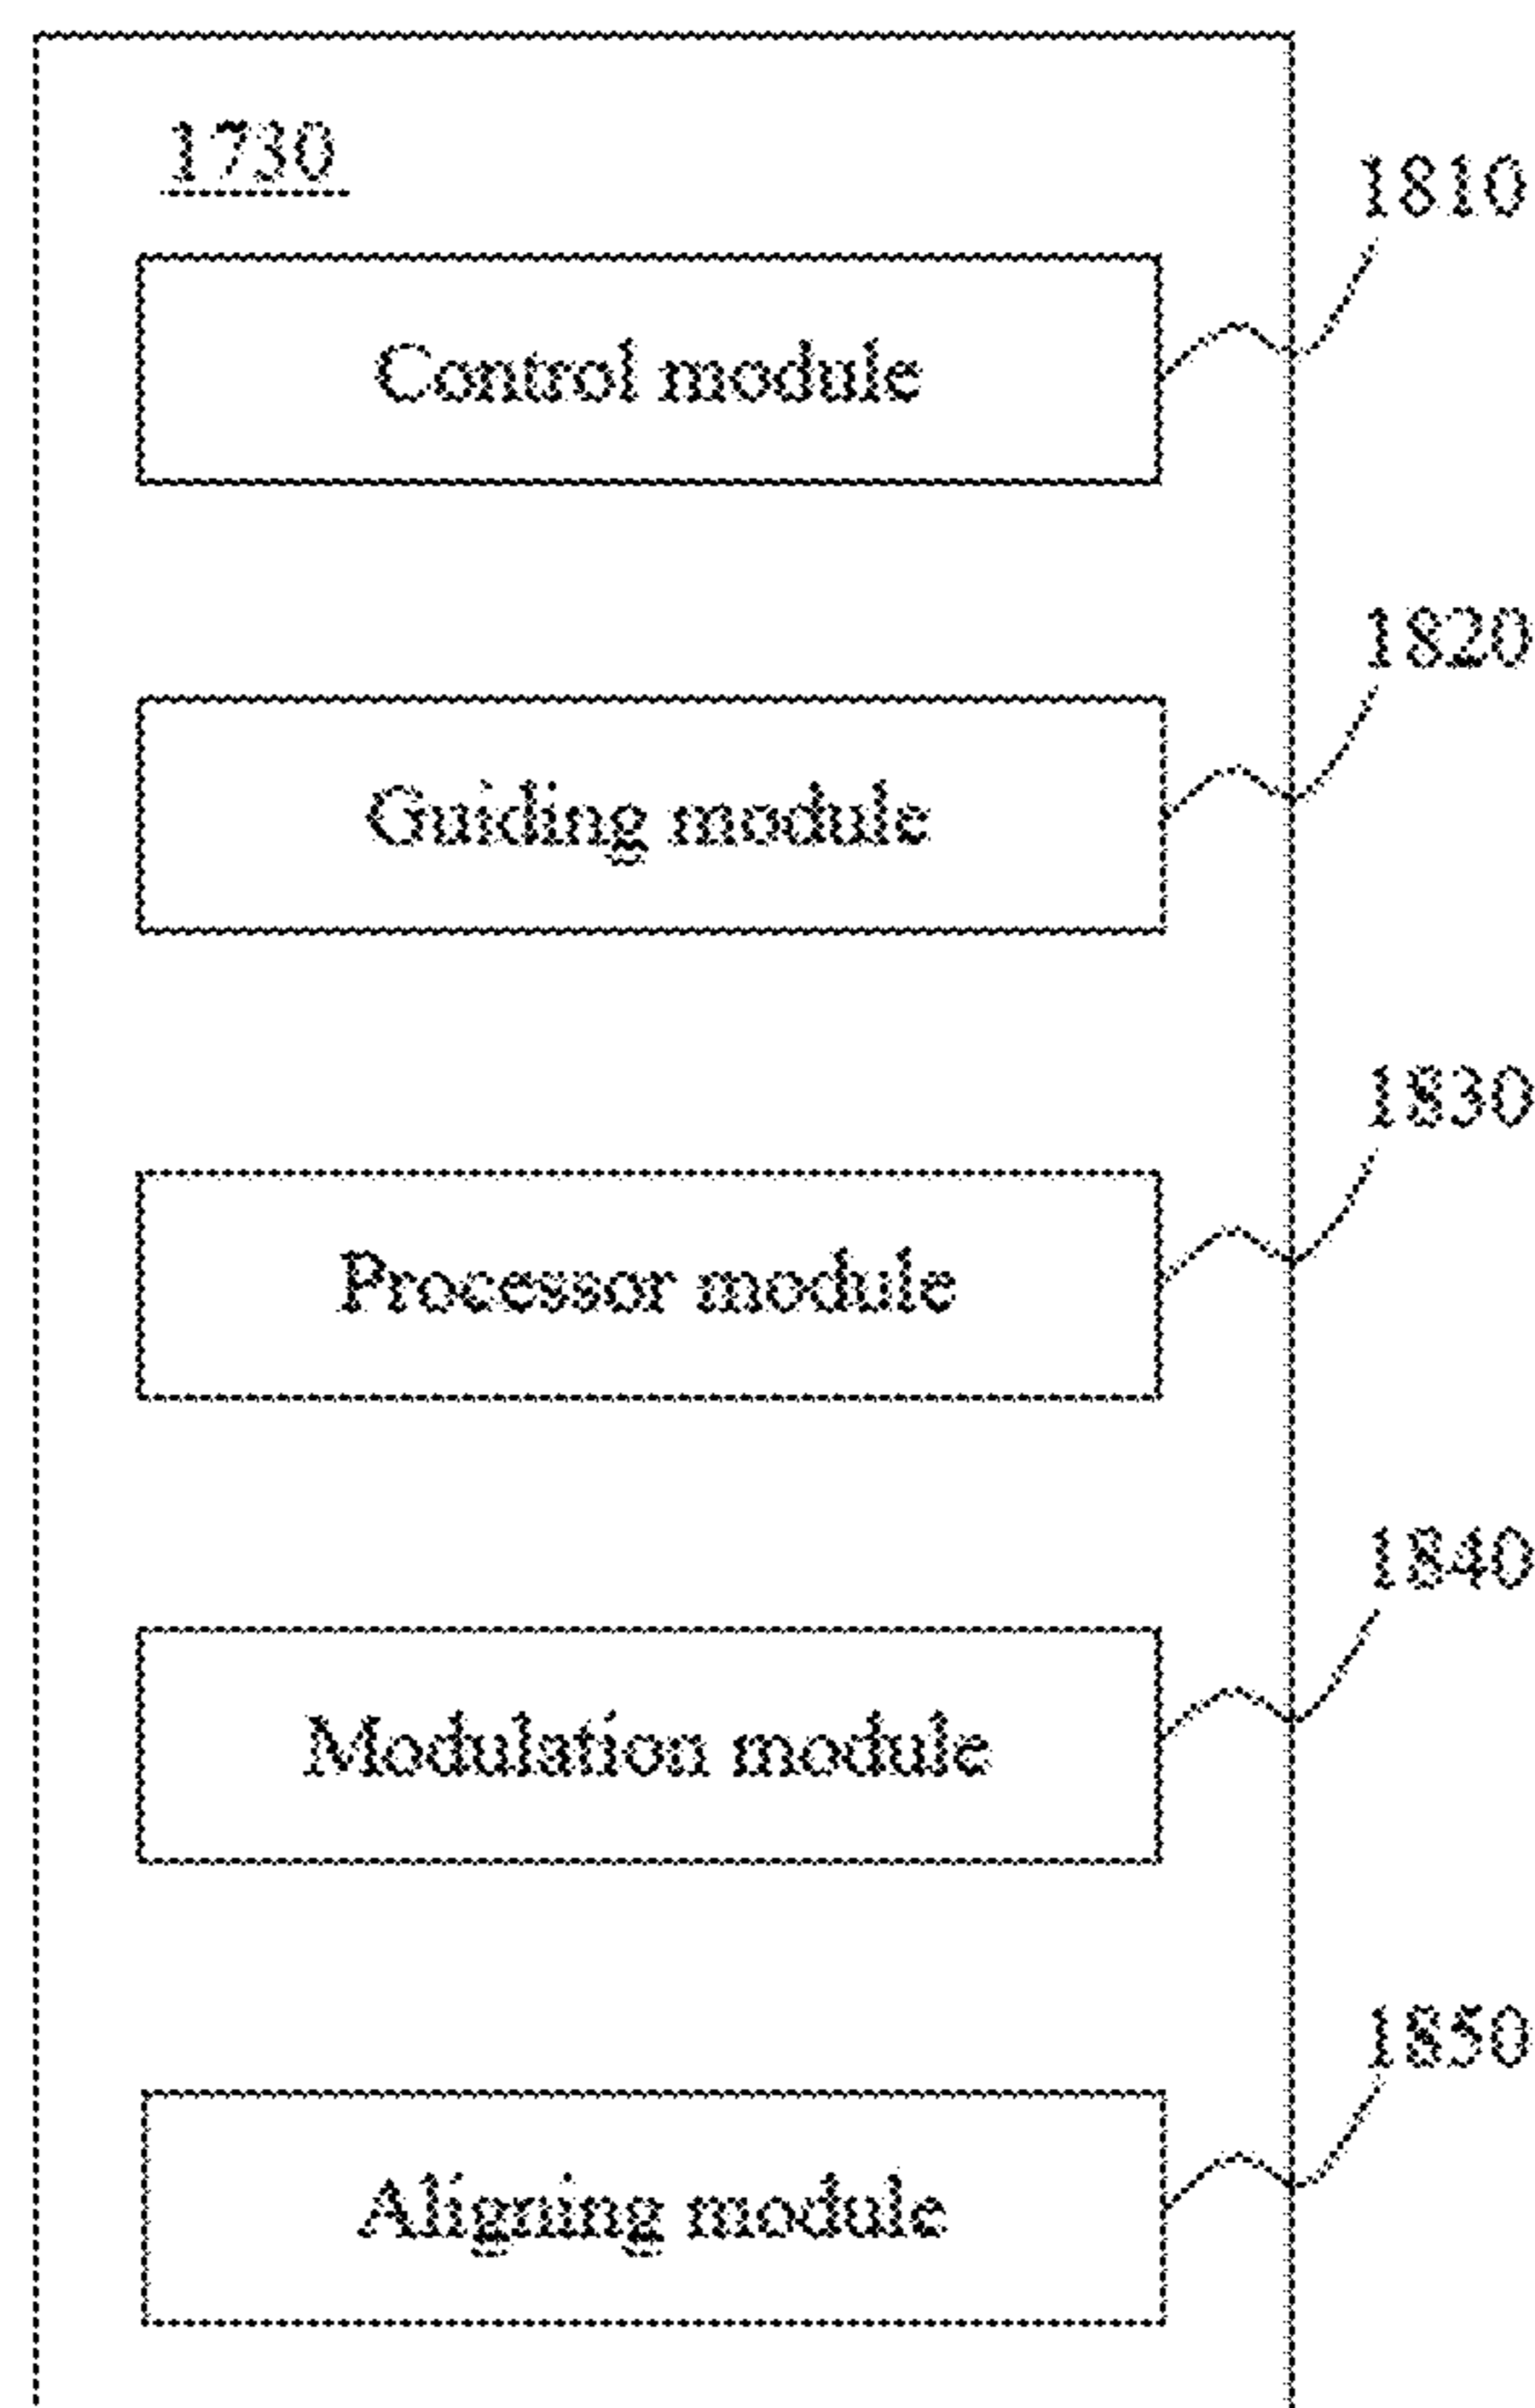 1730
1810
Control module
1820
Guiding module
1830
Processor module
1840
Modulation module
1850
Aligning module